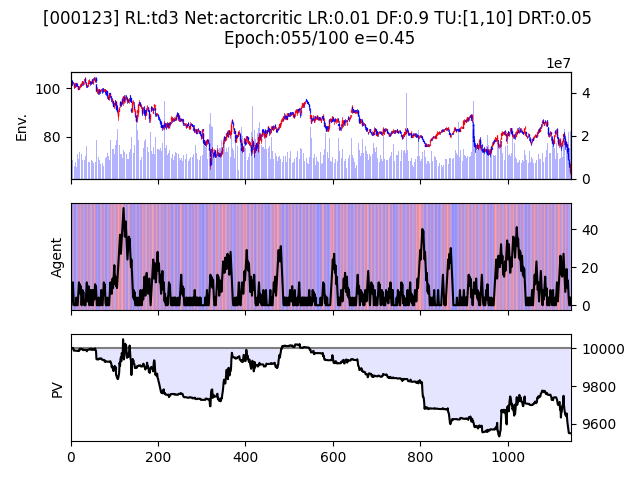 [000123] RL:td3 Net:actorcritic LR:0.01 DF:0.9 TU:[1,10] DRT:0.05
Epoch:055/100 e=0.45
1e7
100
80
Env.
4
2
0
Agent
40
20
0
PV
10000
9800
9600
0 200 400 600 800 1000